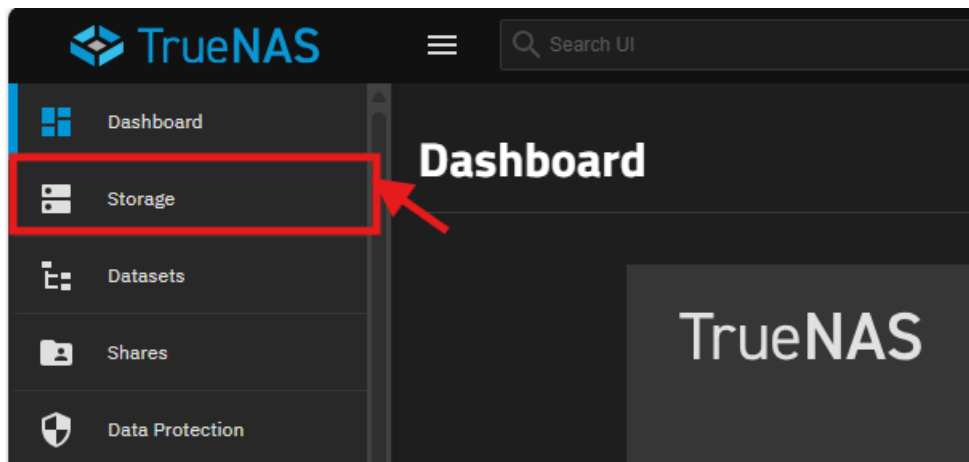 TrueNAS
Search UI
Dashboard
Dashboard
Storage
Datasets
TrueNAS
Shares
Data Protection